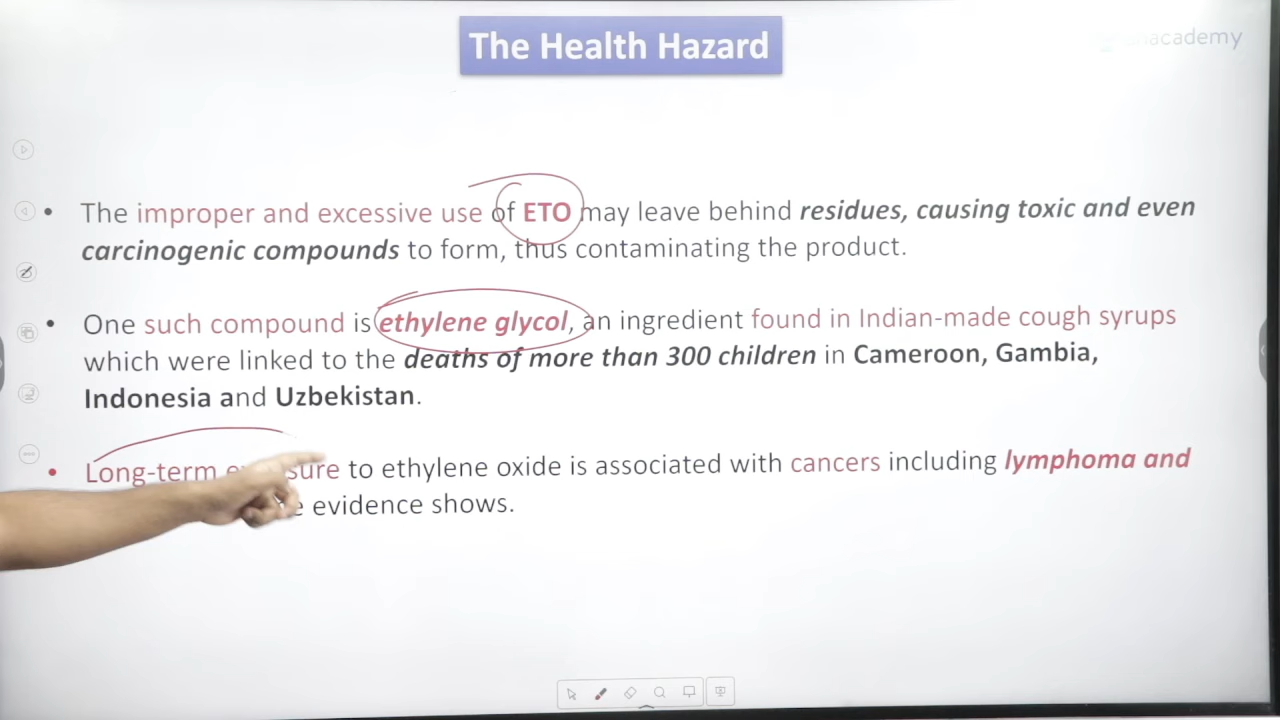 The Health Hazard
academy
• The improper and excessive use of ETO may leave behind residues, causing toxic and even
carcinogenic compounds to form, thus contaminating the product.
• One such compound is ethylene glycol, an ingredient found in Indian-made cough syrups
which were linked to the deaths of more than 300 children in Cameroon, Gambia,
Indonesia and Uzbekistan.
• Long-term to ethylene oxide is associated with cancers including lymphoma and
evidence shows.